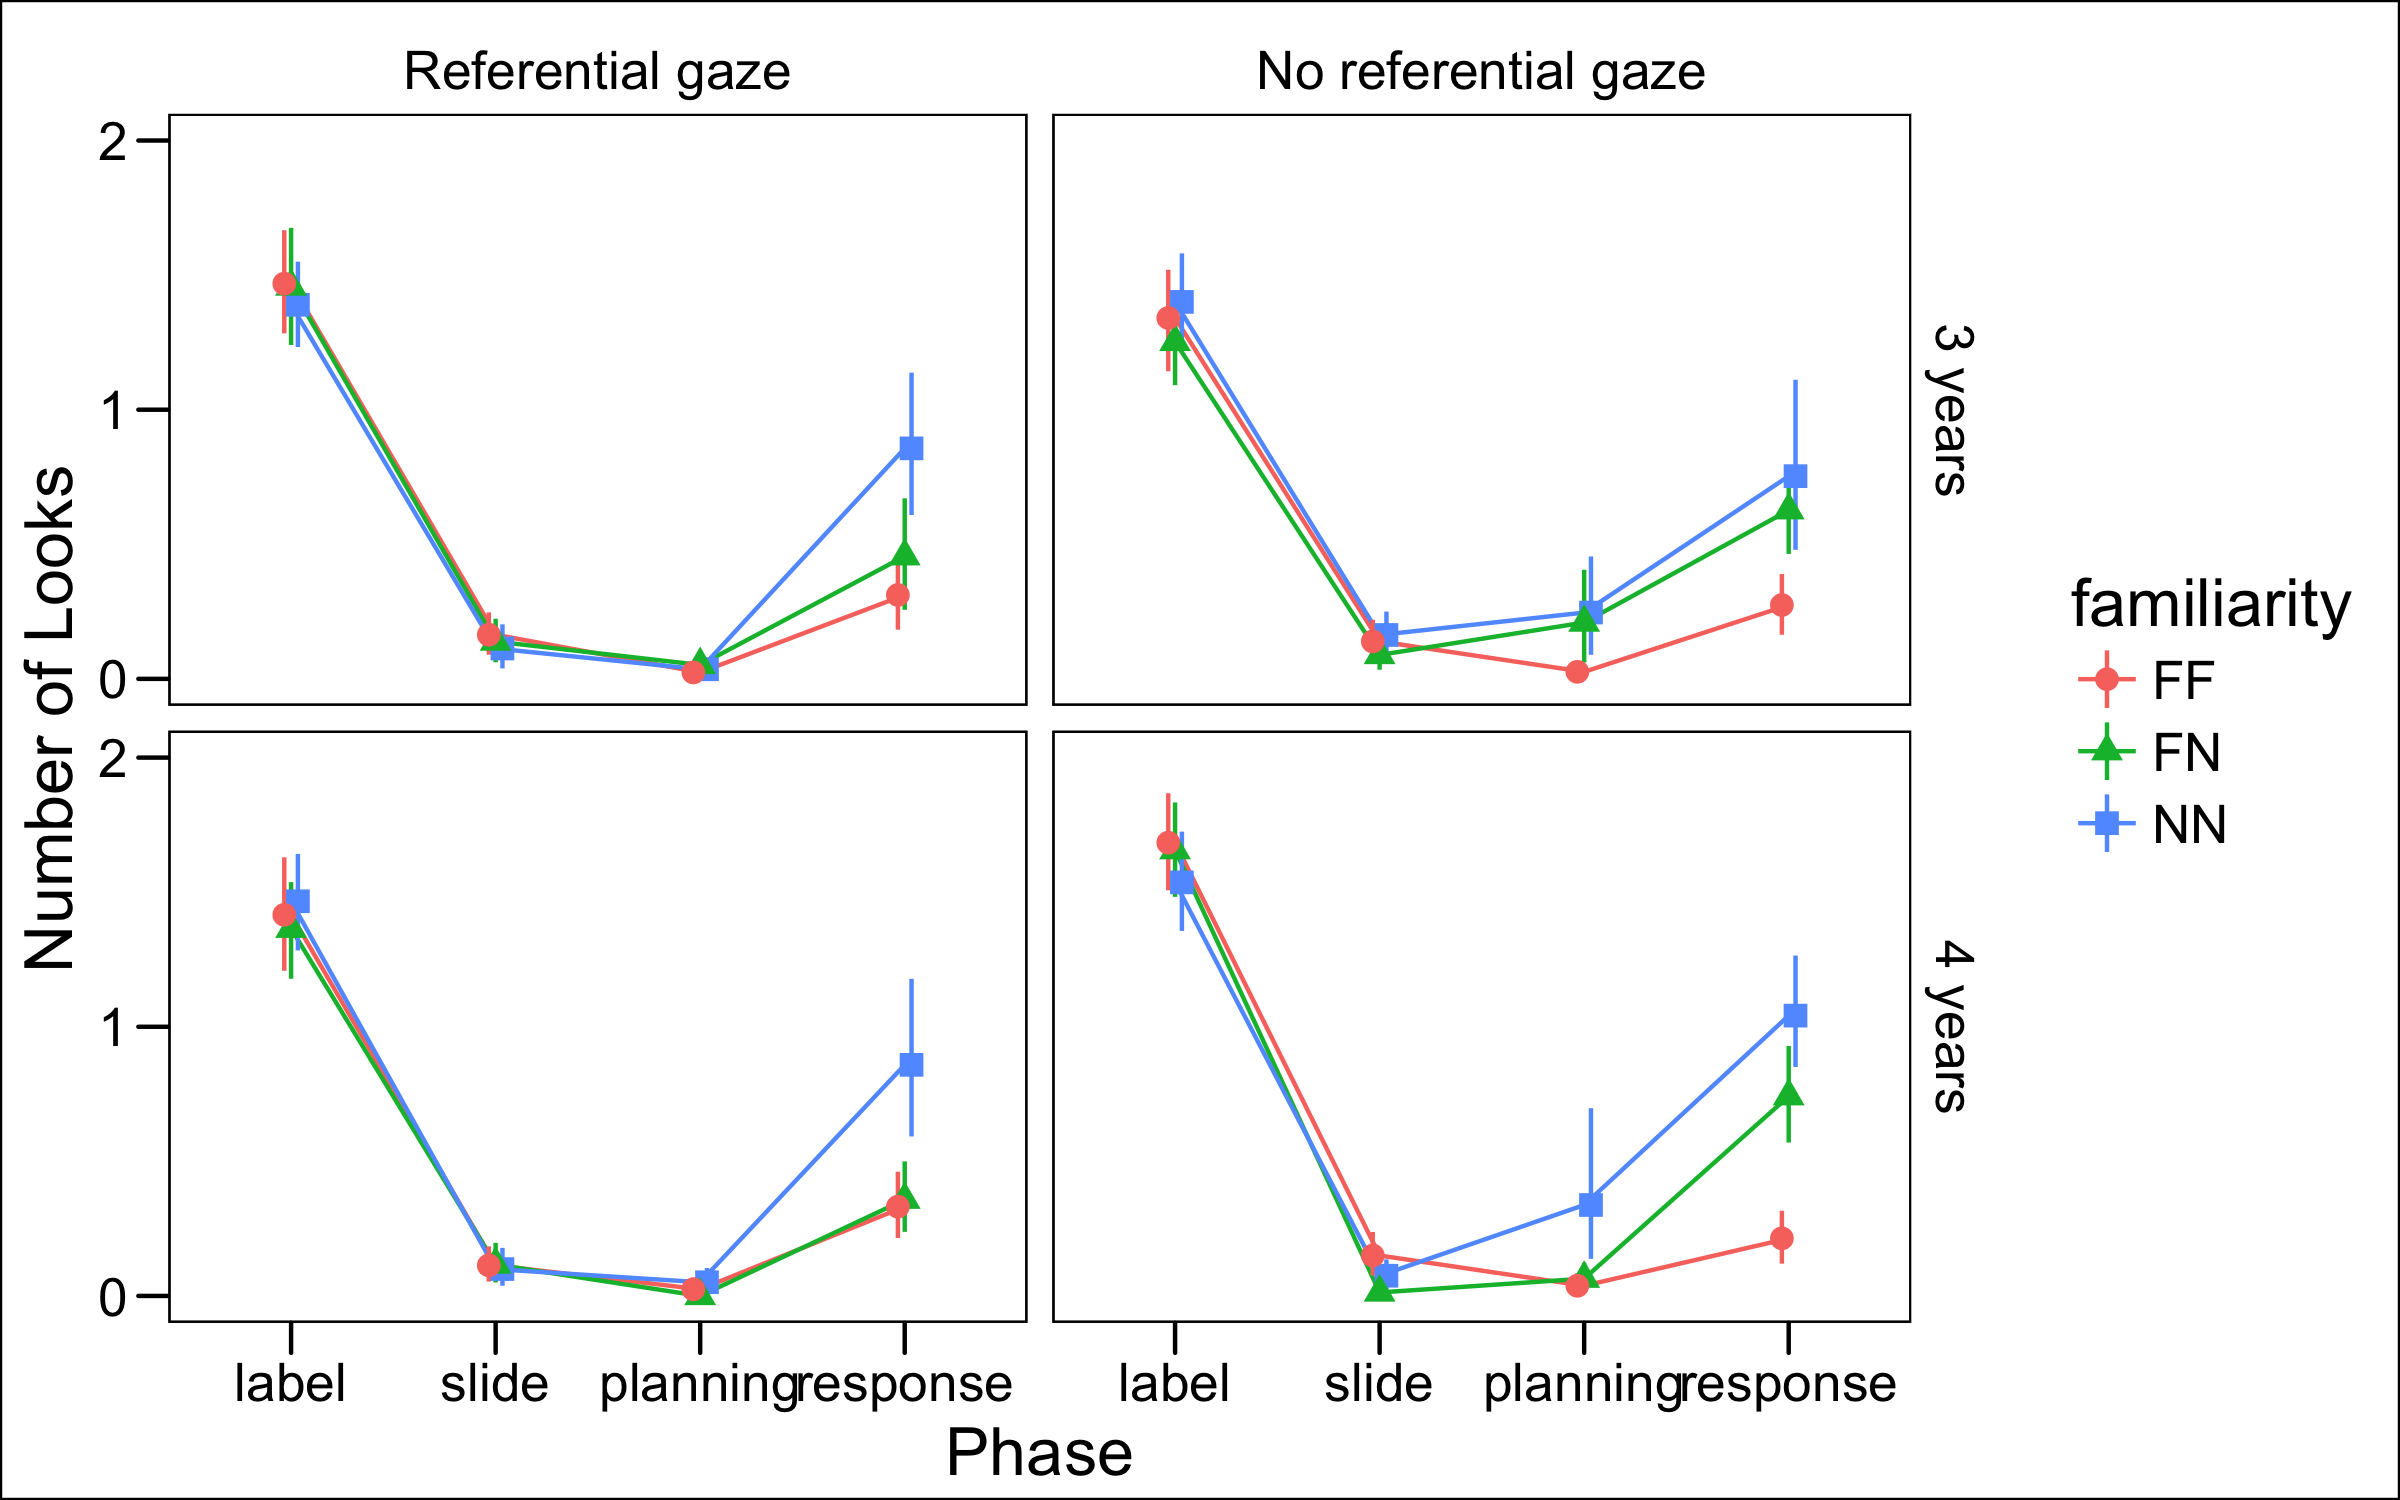 Referential gaze
No referential gaze
2
1
0
3 years
2
1
0
4 years
Number of Looks
label slide planning response
label slide planning response
Phase
familiarity
FF
FN
NN